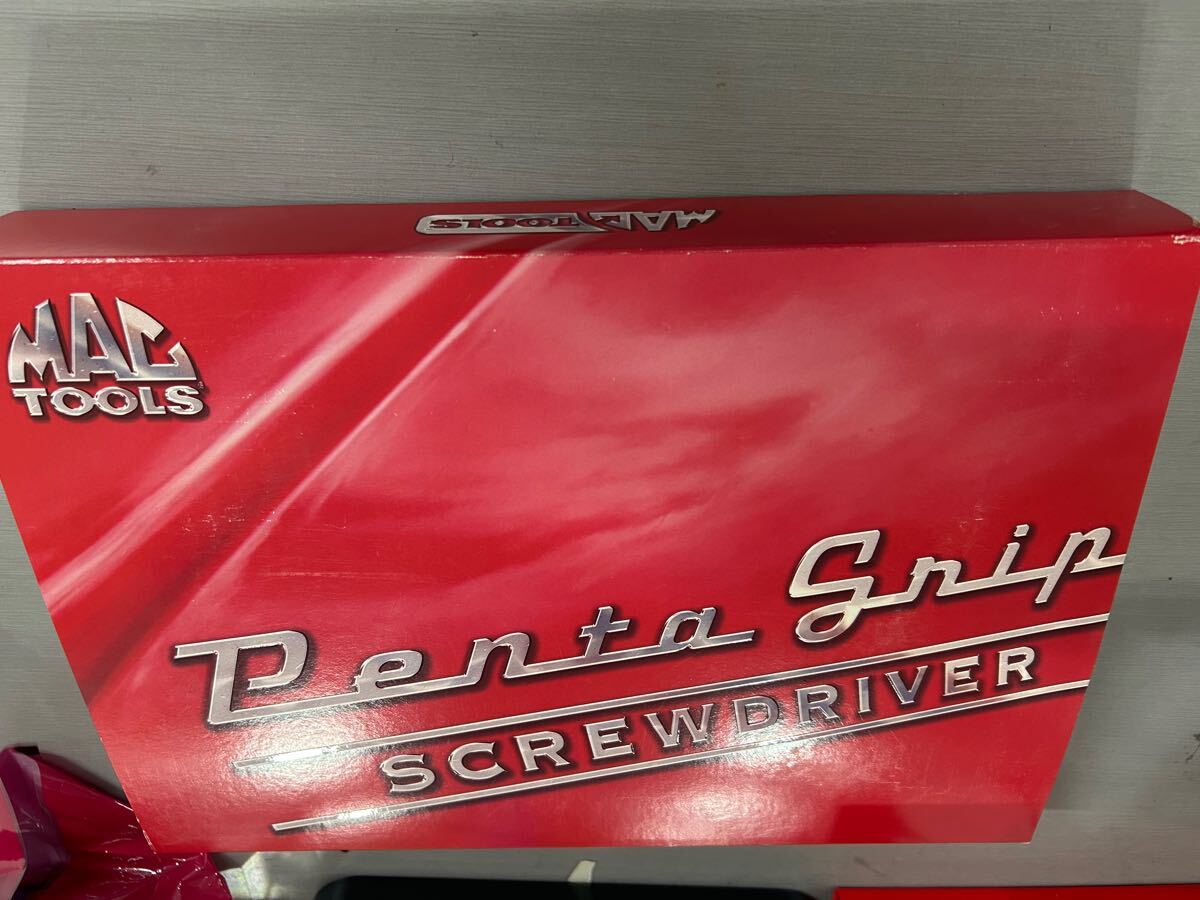 MAC TOOLS
MAC
TOOLS®
Penta Grip
SCREWDRIVER